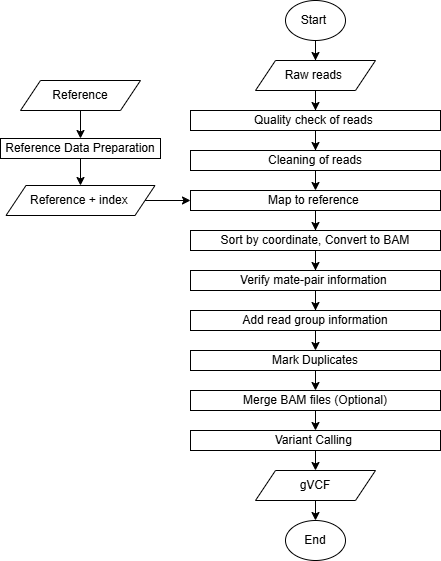 Start
Raw reads
Reference
Quality check of reads
Reference Data Preparation
Cleaning of reads
Reference + index
Map to reference
Sort by coordinate, Convert to BAM
Verify mate-pair information
Add read group information
Mark Duplicates
Merge BAM files (Optional)
Variant Calling
gVCF
End